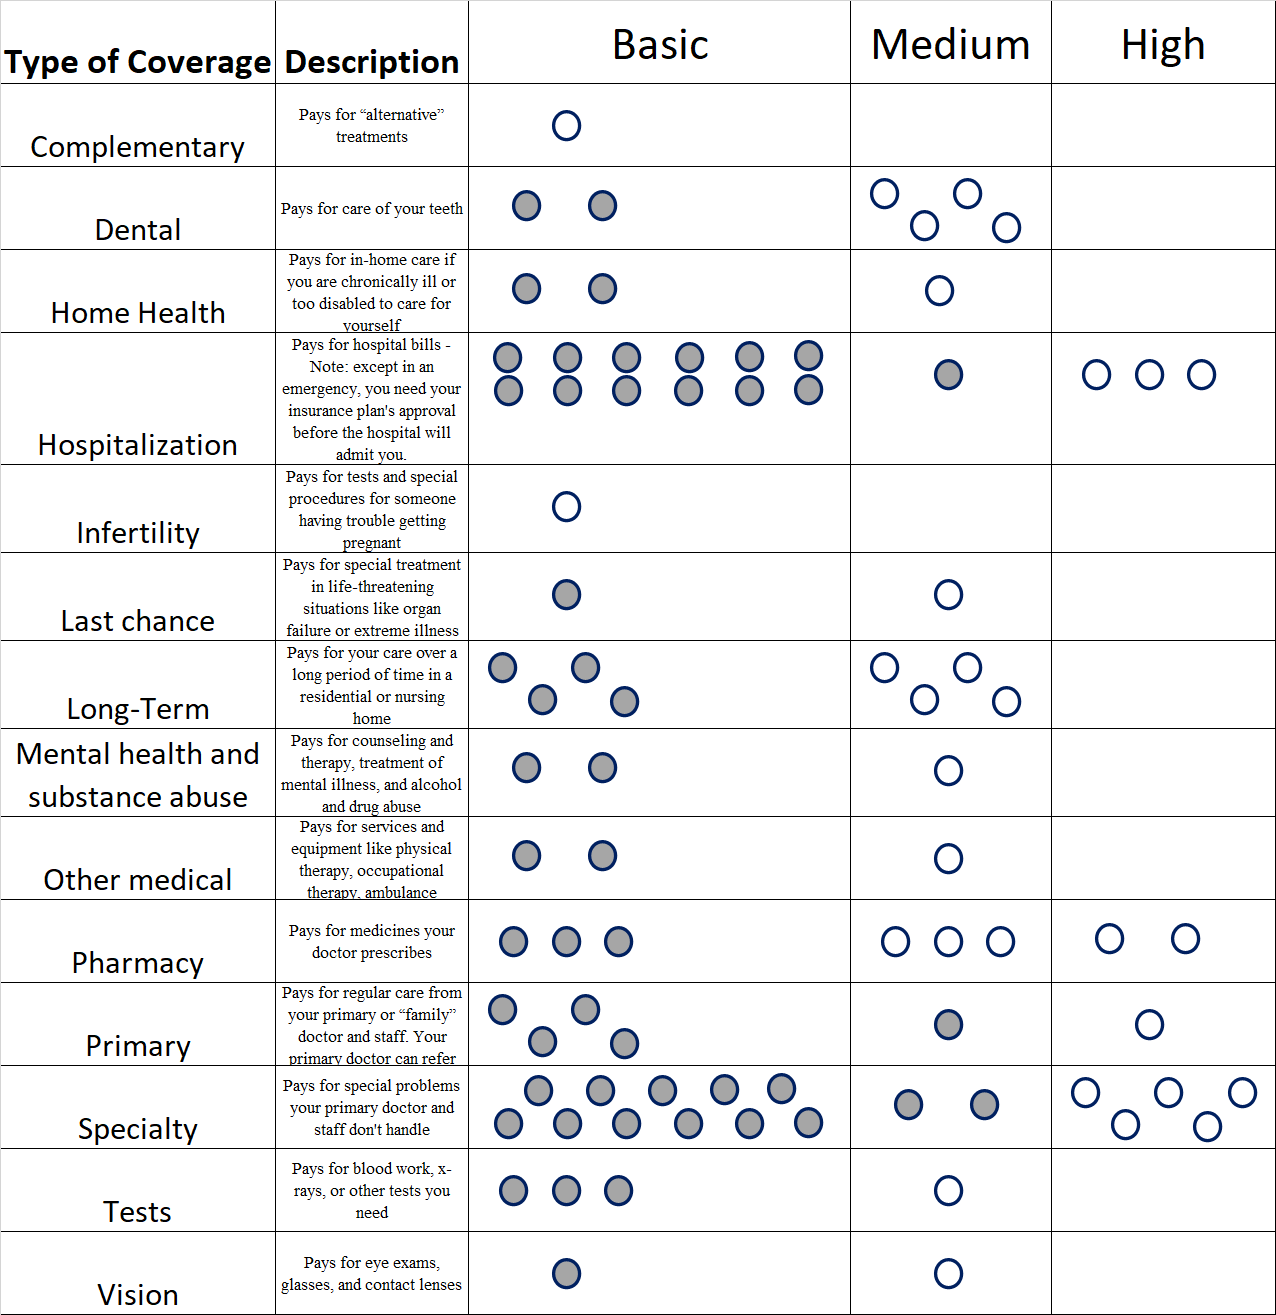 Type of Coverage Description Basic Medium High
Complementary
Pays for “alternative”
treatments
Dental
Pays for care of your teeth
Home Health
Pays for in-home care if
you are chronically ill or
too disabled to care for
yourself
Hospitalization
Pays for hospital bills -
Note: except in an
emergency, you need your
insurance plan's approval
before the hospital will
admit you.
Infertility
Pays for tests and special
procedures for someone
having trouble getting
pregnant
Last chance
Pays for special treatment
in life-threatening
situations like organ
failure or extreme illness
Long-Term
Pays for your care over a
long period of time in a
residential or nursing
home
Mental health and
substance abuse
Pays for counseling and
therapy, treatment of
mental illness, and alcohol
and drug abuse
Other medical
Pays for services and
equipment like physical
therapy, occupational
therapy, ambulance
Pharmacy
Pays for medicines your
doctor prescribes
Primary
Pays for regular care from
your primary or “family”
doctor and staff. Your
primary doctor can refer
Specialty
Pays for special problems
your primary doctor and
staff don't handle
Tests
Pays for blood work, x-
rays, or other tests you
need
Vision
Pays for eye exams,
glasses, and contact lenses